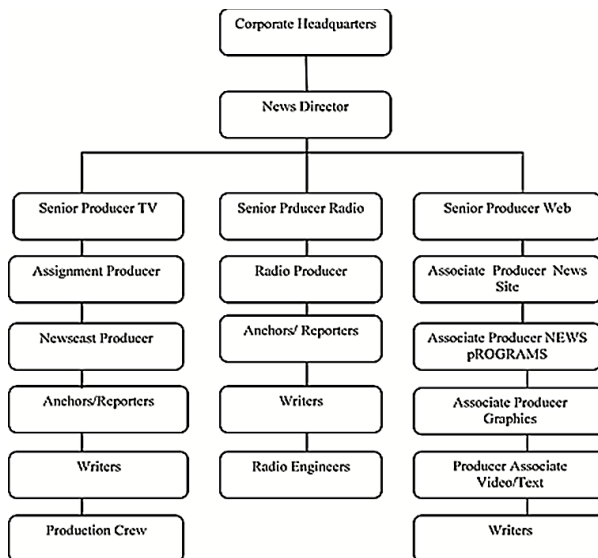 Corporate Headquarters
News Director
Senior Producer TV
Assignment Producer
Newscast Producer
Anchors/Reporters
Writers
Production Crew
Senior Prducer Radio
Radio Producer
Anchors/ Reporters
Writers
Radio Engineers
Senior Producer Web
Associate Producer News
Site
Associate Producer NEWS
pROGRAMS
Associate Producer
Graphics
Producer Associate
Video/Text
Writers